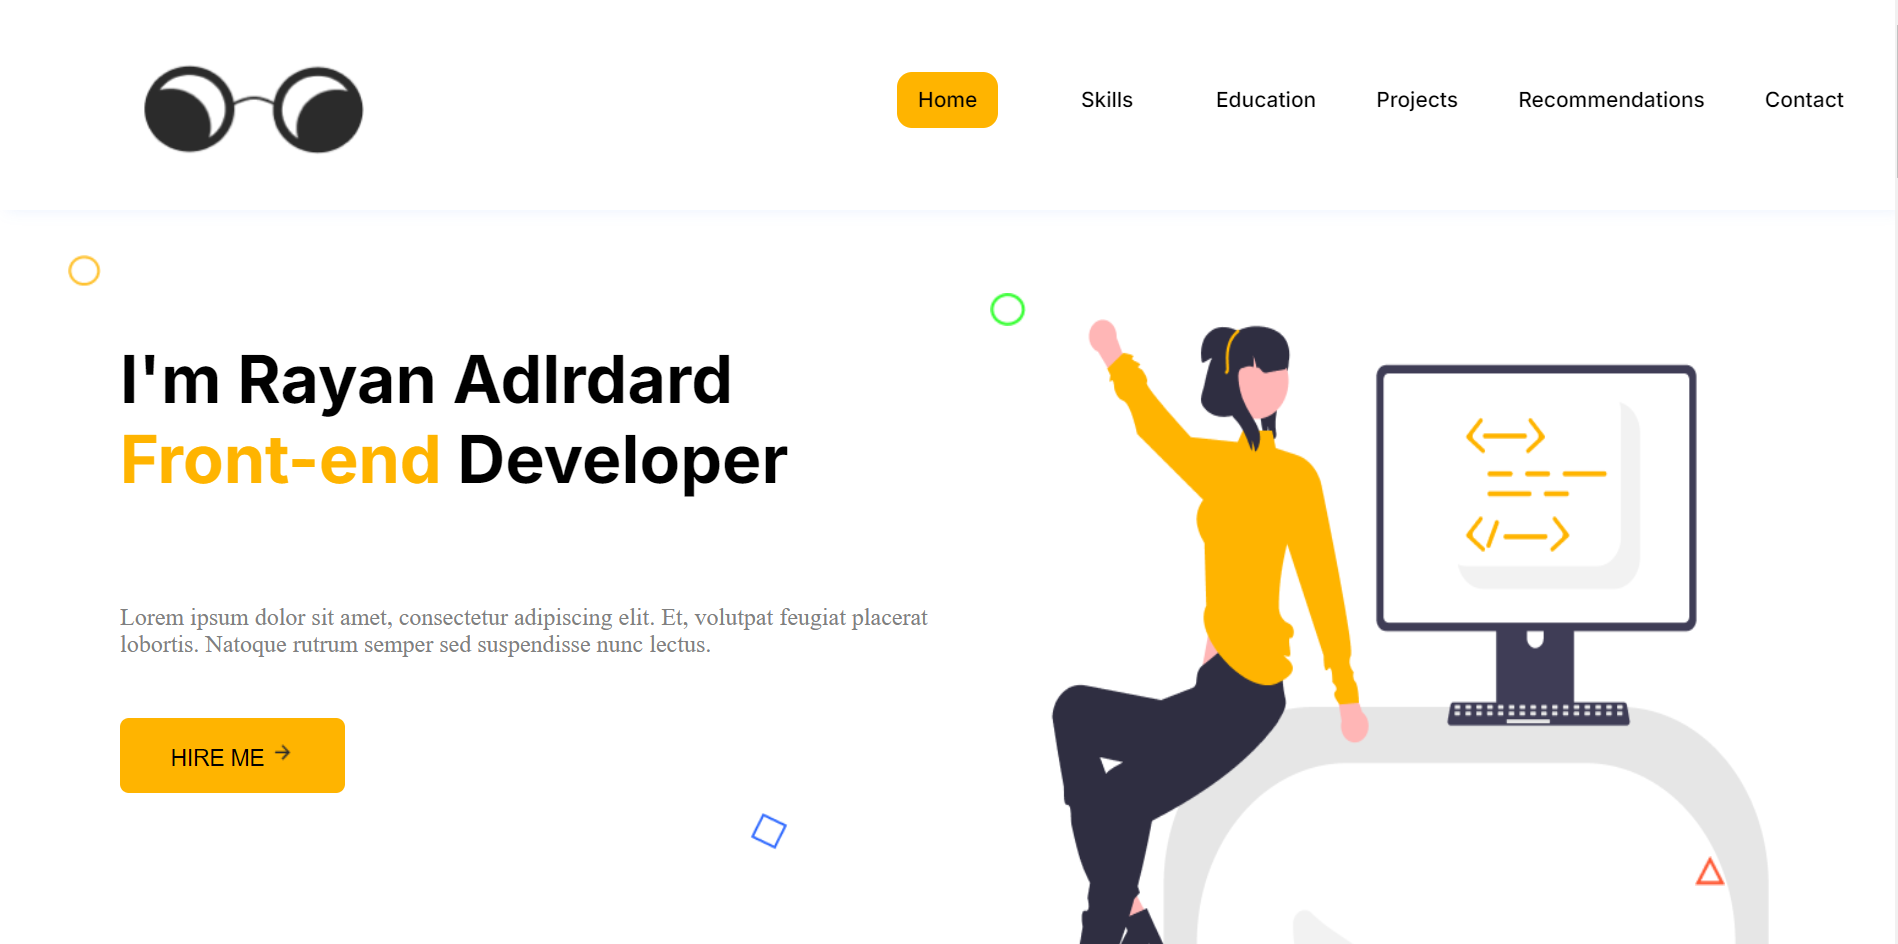 Home Skills Education Projects Recommendations Contact
I'm Rayan Adlrdard
Front-end Developer
Lorem ipsum dolor sit amet, consectetur adipiscing elit. Et, volutpat feugiat placerat
lobortis. Natoque rutrum semper sed suspendisse nunc lectus.
HIRE ME →